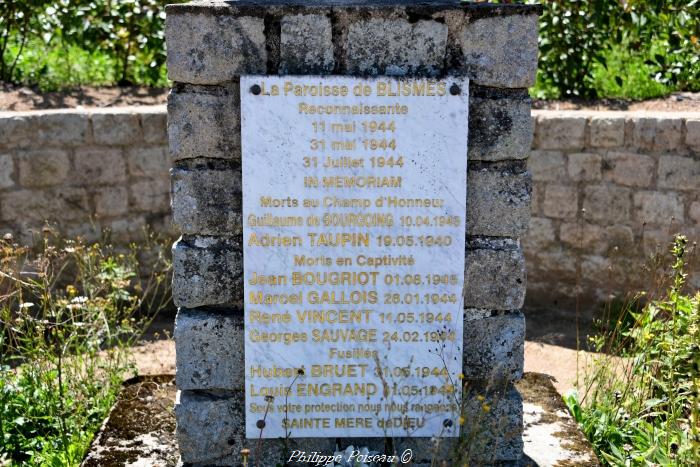 La Paroisse de BLISMES
Reconnaissante
11 mai 1944
31 mai 1944
31 Juillet 1944
IN MEMORIAM
Morts au Champ d'Honneur
Guillaume de BOURGOING 10.04.1945
Adrien TAUPIN 19.05.1940
Morts en Captivité
Jean BOUGRIOT 01.08.1945
Marcel GALLOIS 28.01.1944
René VINCENT 11.05.1944
Georges SAUVAGE 24.02.1944
Fusillés
Hubert BRUET 31.05.1944
Louis ENGRAND 31.05.1944
Sous votre protection nous nous rangeons
SAINTE MERE de DIEU
Philippe Poiseau ©